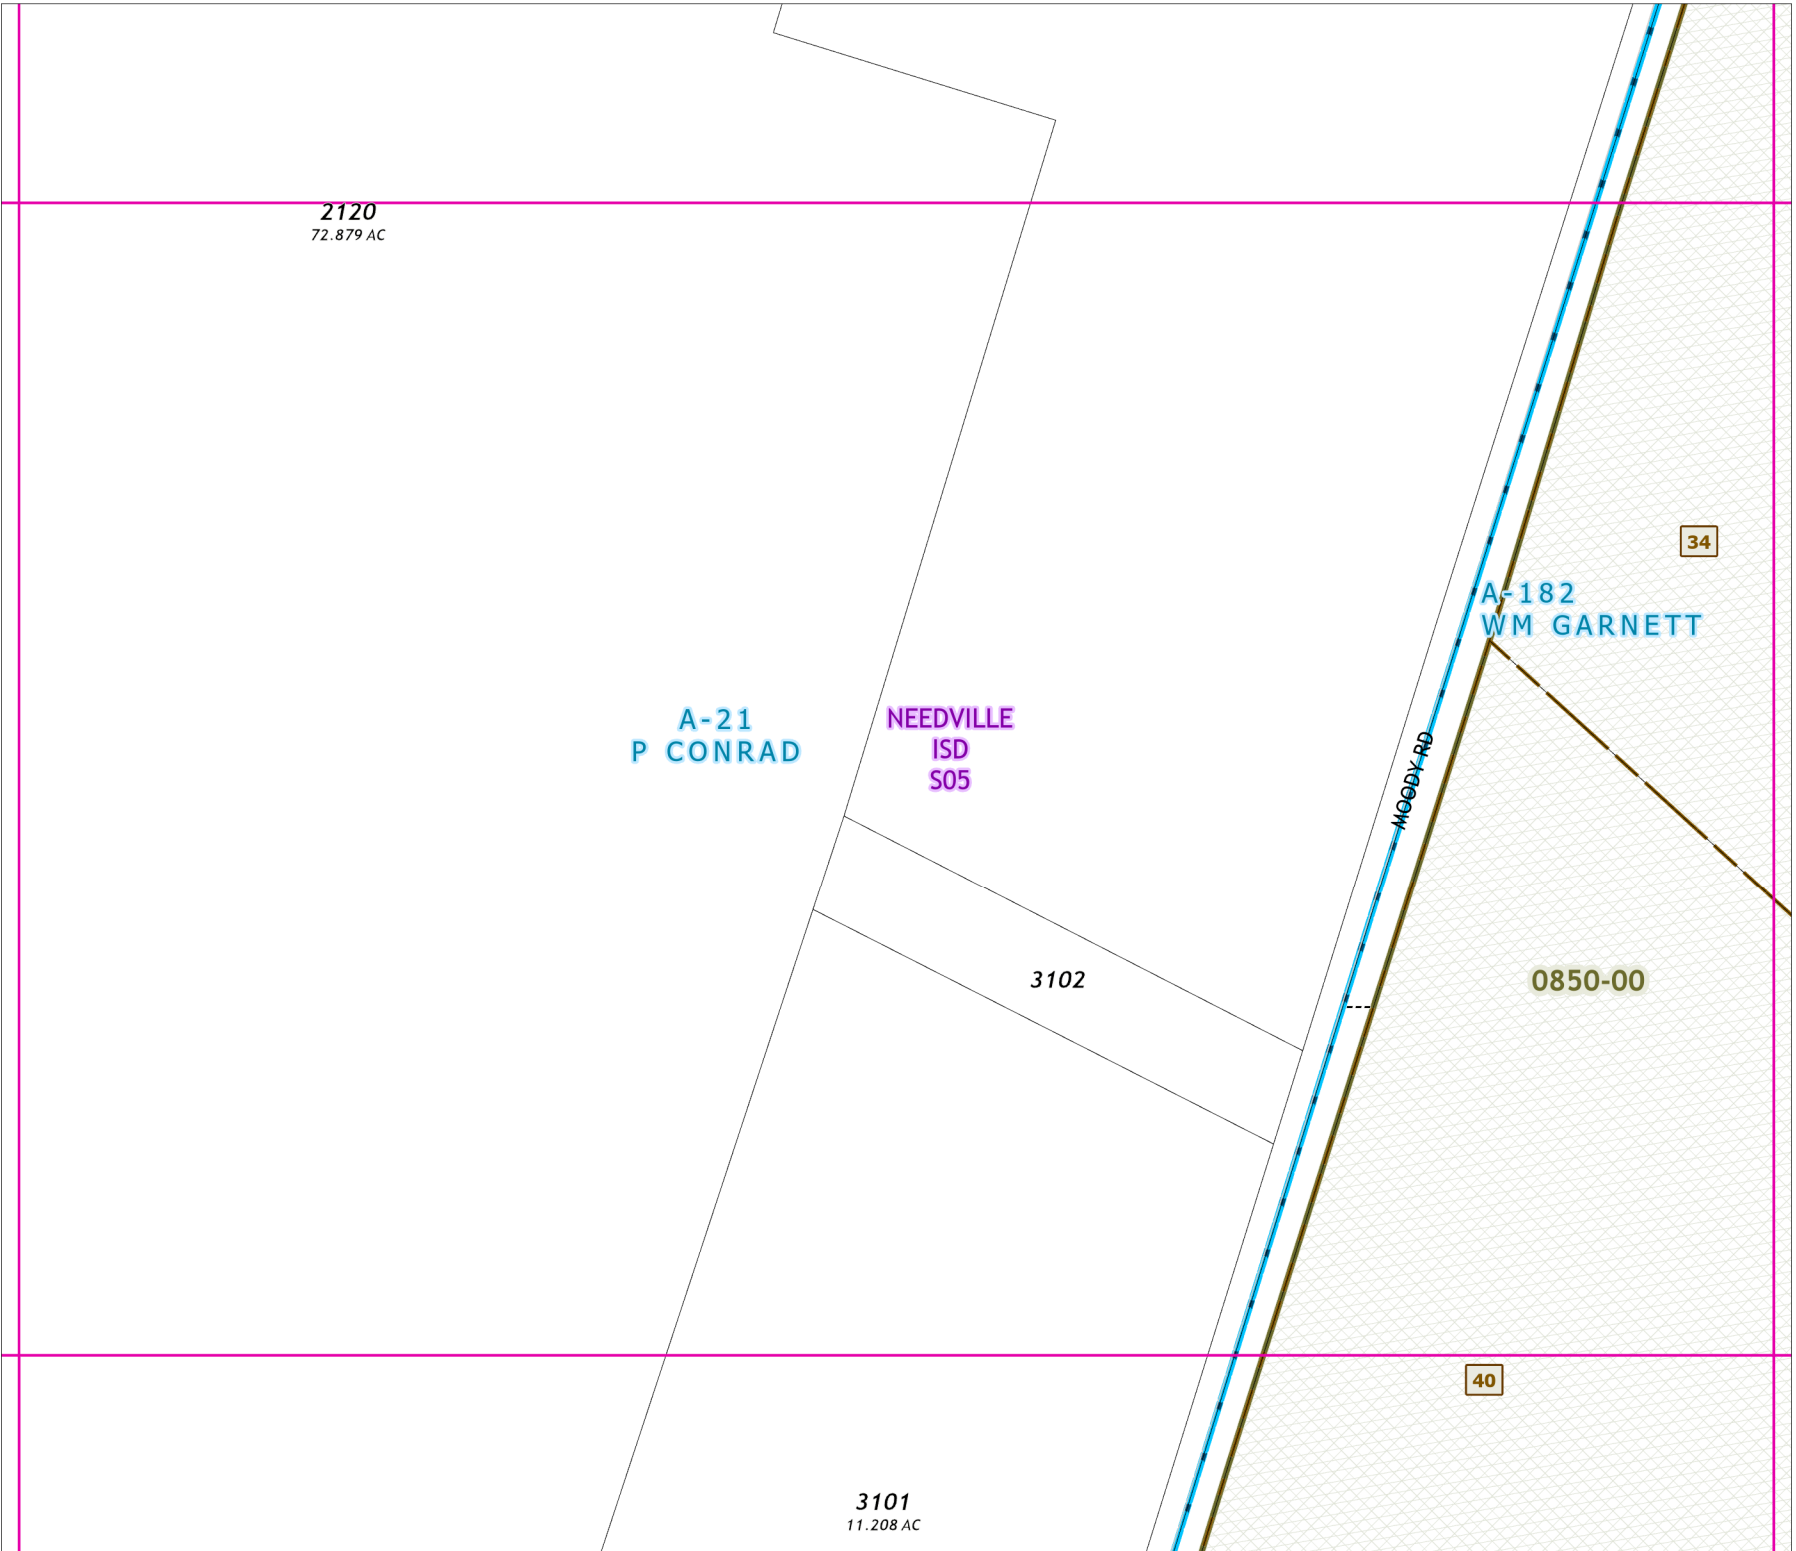 2120
72.879 AC
34
A-182
WM GARNETT
A-21
P CONRAD
NEEDVILLE
ISD
S05
MOODY RD
3102
0850-00
40
3101
11.208 AC